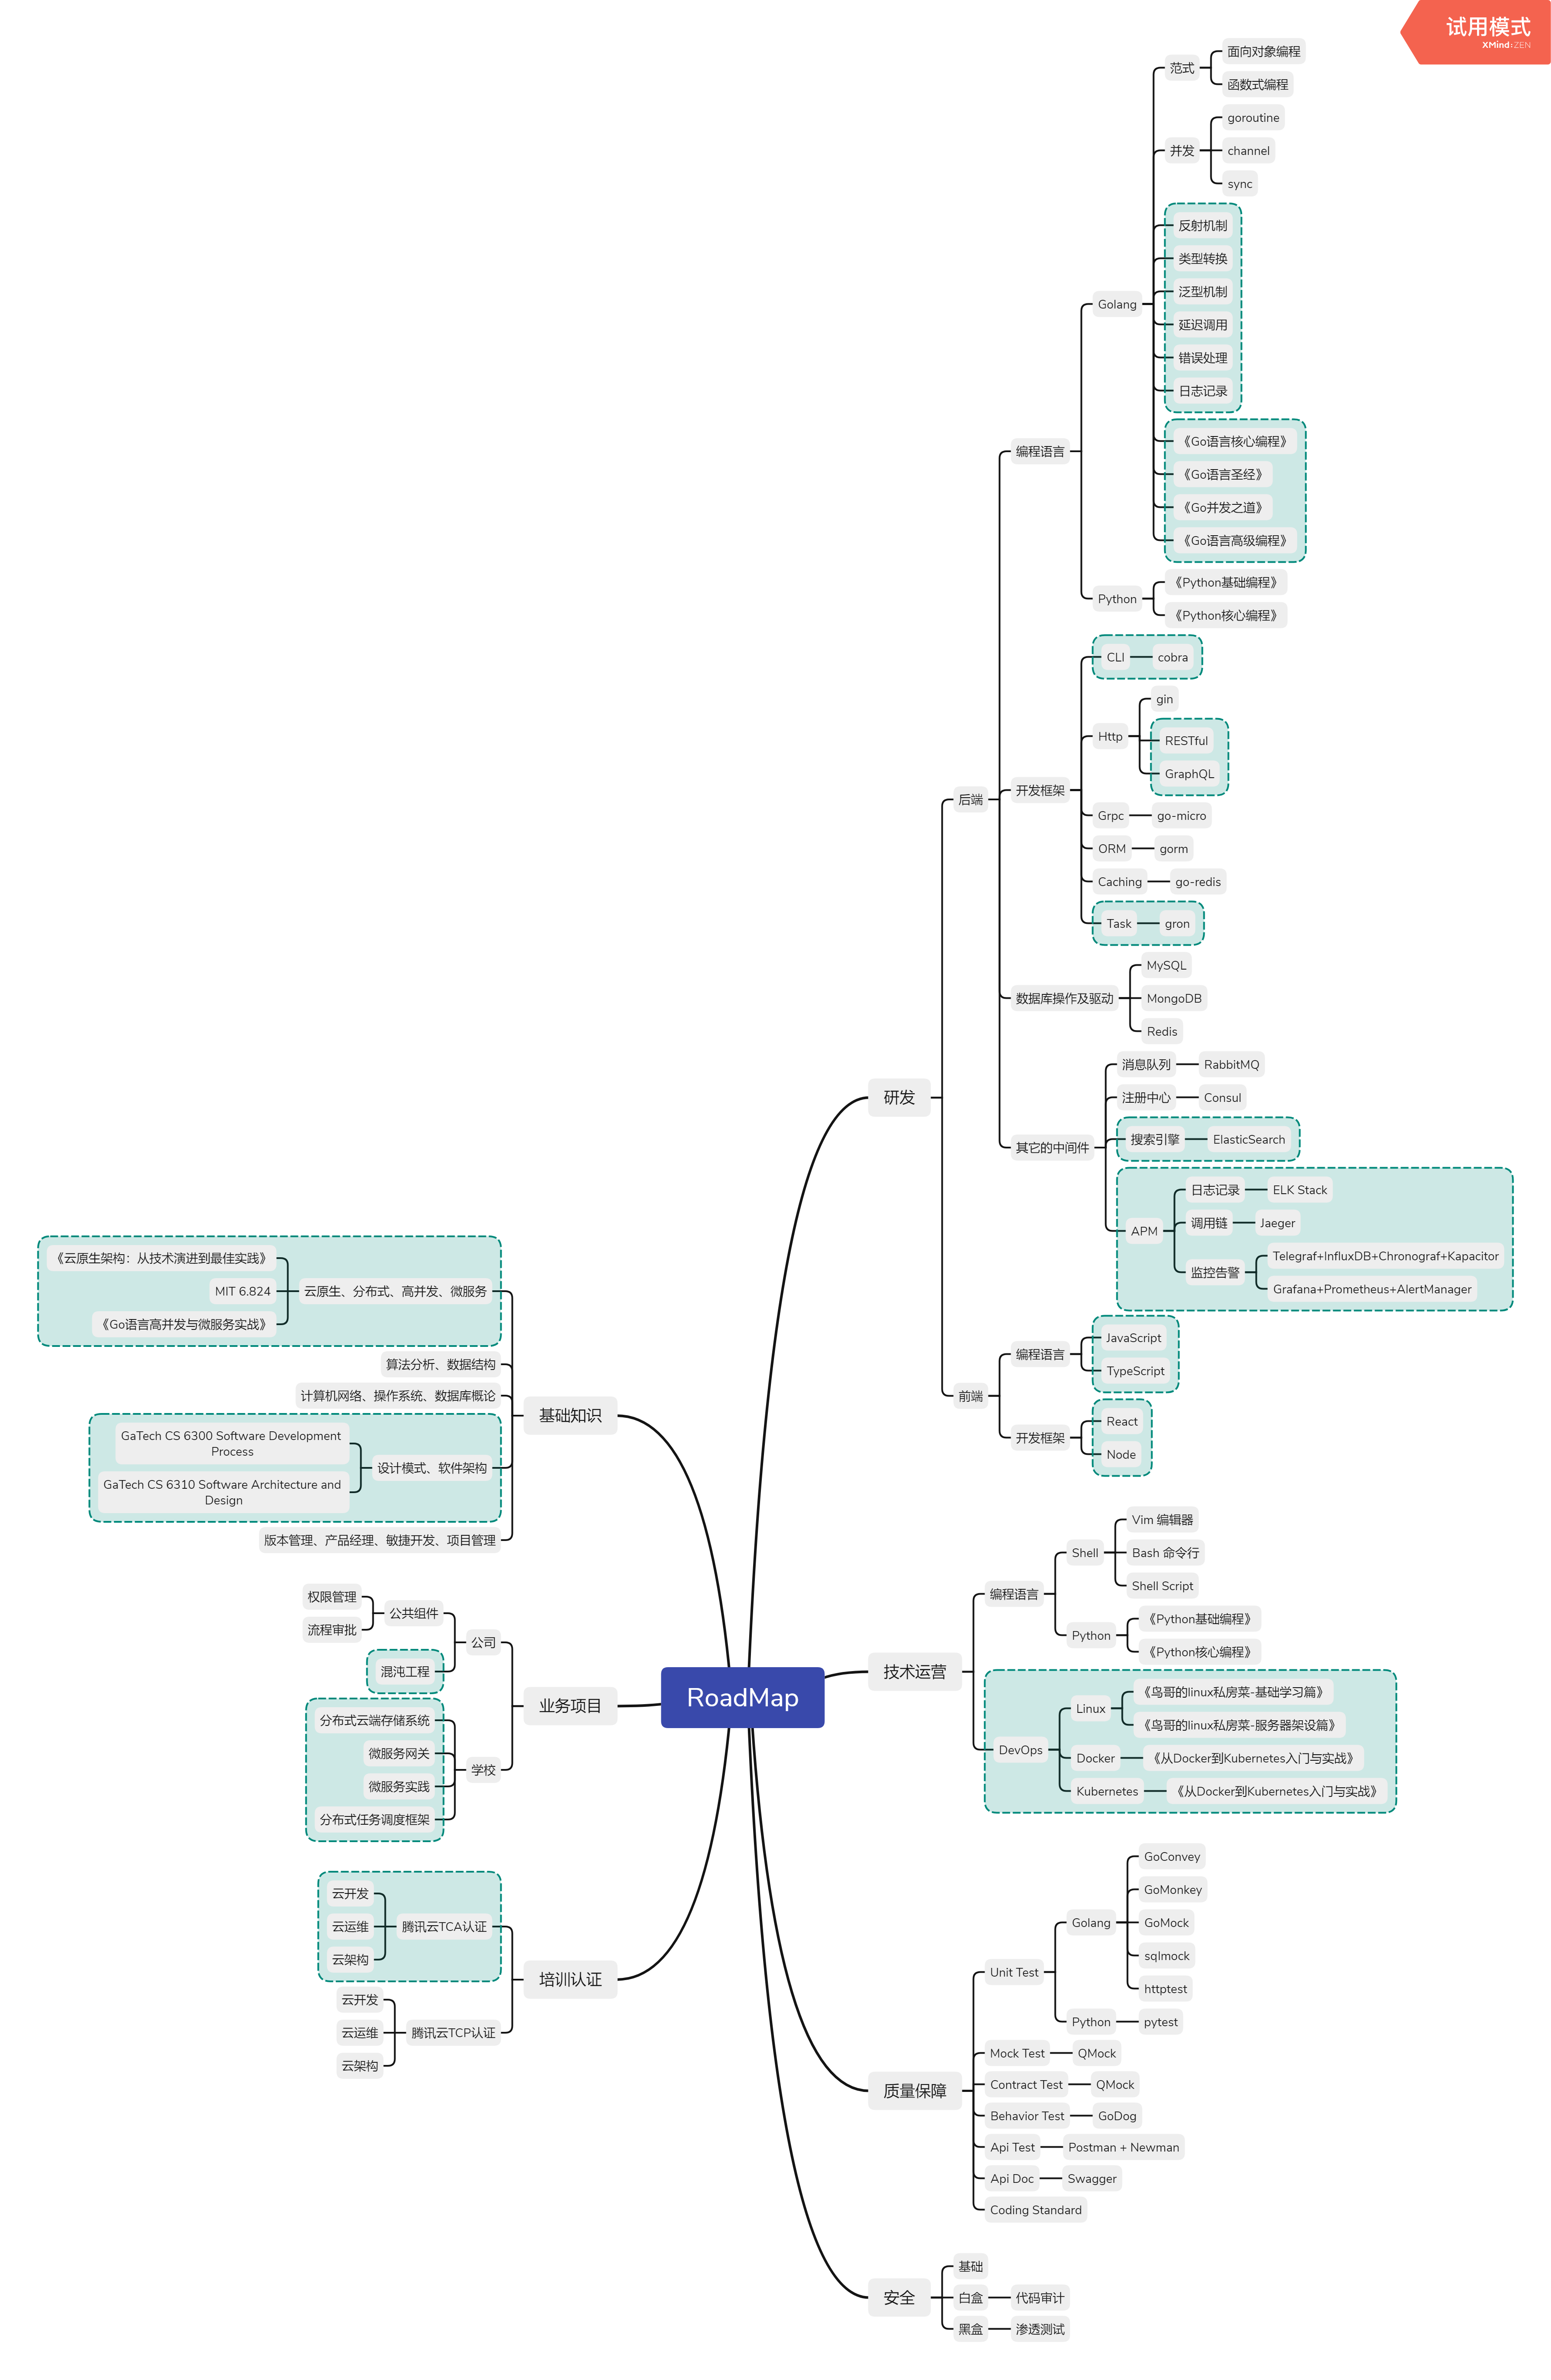 试用模式
XMind:ZEN
RoadMap
研发
后端
编程语言
Golang
范式
面向对象编程
函数式编程
并发
goroutine
channel
sync
反射机制
类型转换
泛型机制
延迟调用
错误处理
日志记录
《Go语言核心编程》
《Go语言圣经》
《Go并发之道》
《Go语言高级编程》
Python
《Python基础编程》
《Python核心编程》
开发框架
CLI
cobra
Http
gin
RESTful
GraphQL
Grpc
go-micro
ORM
gorm
Caching
go-redis
Task
gron
数据库操作及驱动
MySQL
MongoDB
Redis
其它的中间件
消息队列
RabbitMQ
注册中心
Consul
搜索引擎
ElasticSearch
APM
日志记录
ELK Stack
调用链
Jaeger
监控告警
Telegraf+InfluxDB+Chronograf+Kapacitor
Grafana+Prometheus+AlertManager
前端
编程语言
JavaScript
TypeScript
开发框架
React
Node
技术运营
编程语言
Shell
Vim 编辑器
Bash 命令行
Shell Script
Python
《Python基础编程》
《Python核心编程》
DevOps
Linux
《鸟哥的linux私房菜-基础学习篇》
《鸟哥的linux私房菜-服务器架设篇》
Docker
《从Docker到Kubernetes入门与实战》
Kubernetes
《从Docker到Kubernetes入门与实战》
质量保障
Unit Test
Golang
GoConvey
GoMonkey
GoMock
sqlmock
httptest
Python
pytest
Mock Test
QMock
Contract Test
QMock
Behavior Test
GoDog
Api Test
Postman + Newman
Api Doc
Swagger
Coding Standard
安全
基础
白盒
代码审计
黑盒
渗透测试
基础知识
云原生、分布式、高并发、微服务
《云原生架构：从技术演进到最佳实践》
MIT 6.824
《Go语言高并发与微服务实战》
算法分析、数据结构
计算机网络、操作系统、数据库概论
设计模式、软件架构
GaTech CS 6300 Software Development
Process
GaTech CS 6310 Software Architecture and
Design
版本管理、产品经理、敏捷开发、项目管理
业务项目
公司
公共组件
权限管理
流程审批
混沌工程
学校
分布式云端存储系统
微服务网关
微服务实践
分布式任务调度框架
培训认证
腾讯云TCA认证
云开发
云运维
云架构
腾讯云TCP认证
云开发
云运维
云架构